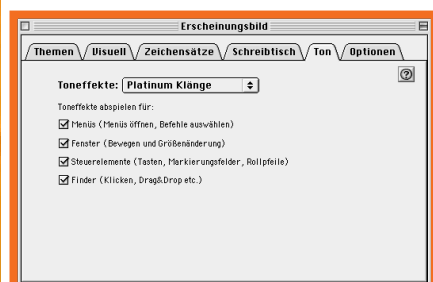 Erscheinungsbild
Themen Visuell Zeichensätze Schreibtisch Ton Optionen
?
Toneffekte: Platinum Klänge
Toneffekte abspielen für:
Menüs (Menüs öffnen, Befehle auswählen)
Fenster (Bewegen und Größenänderung)
Steuerelemente (Tasten, Markierungsfelder, Rollpfeile)
Finder (Klicken, Drag&Drop etc.)